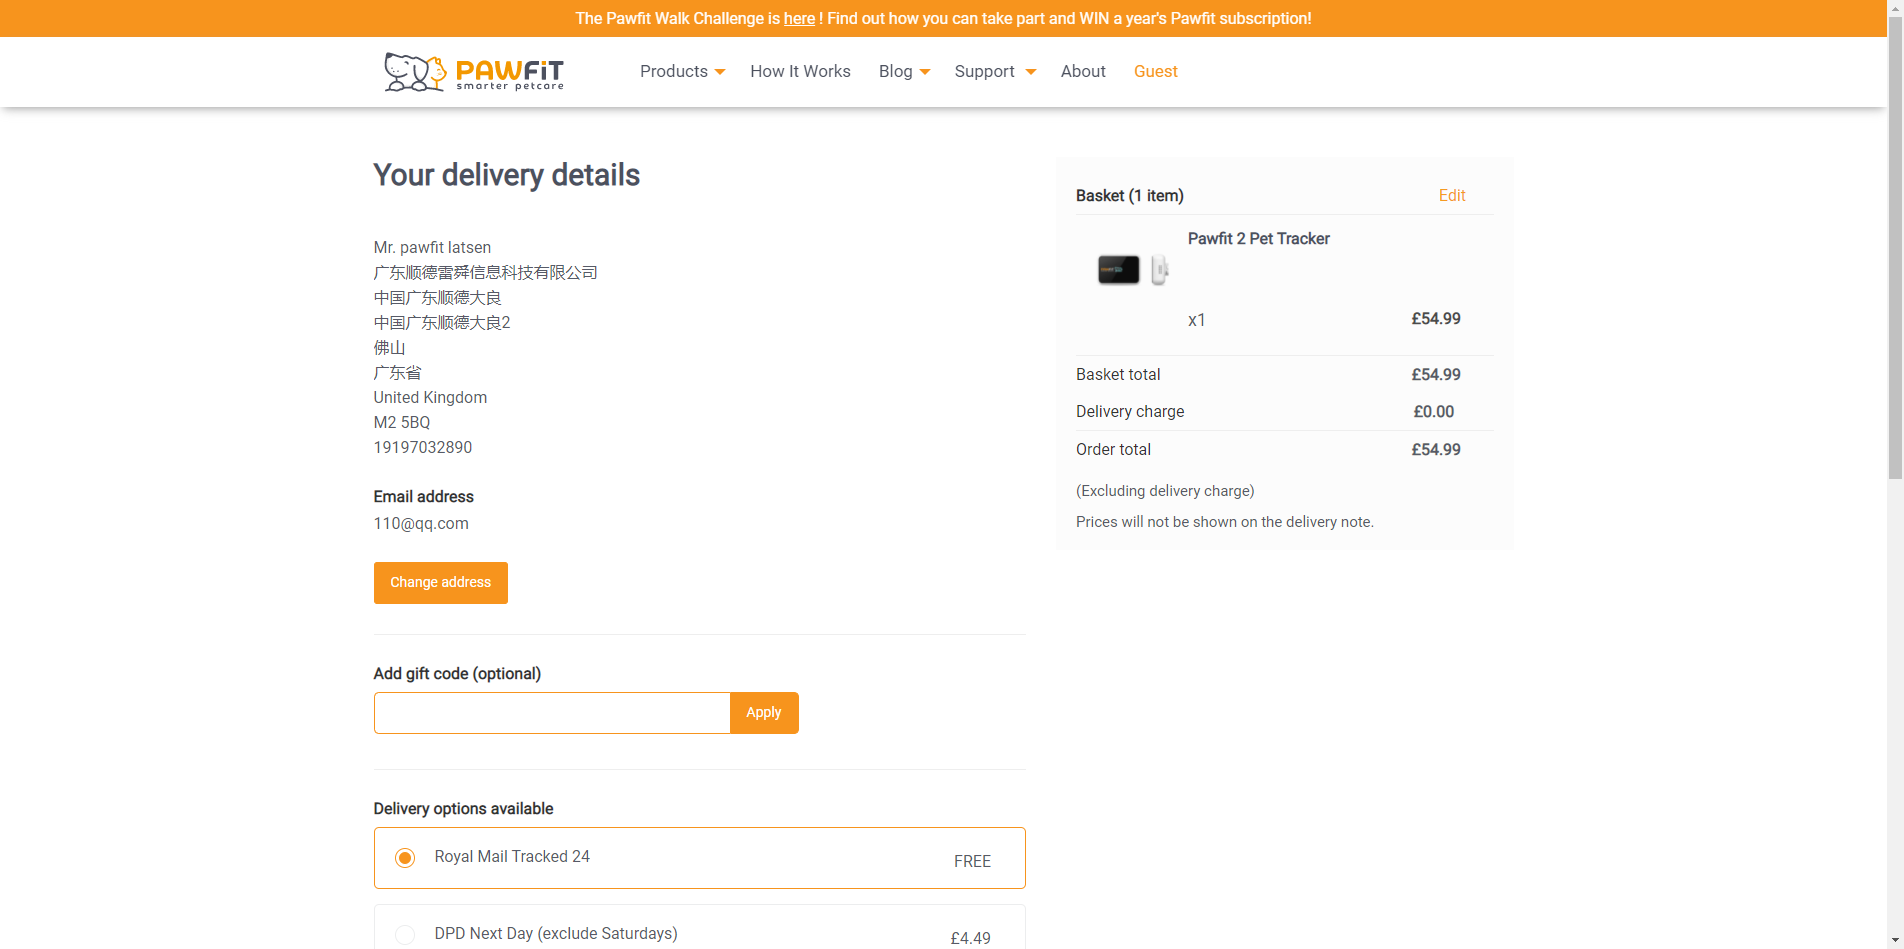 The Pawfit Walk Challenge is here ! Find out how you can take part and WIN a year's Pawfit subscription!
PAWFiT
smarter petcare
Products
How It Works
Blog
Support
About
Guest
Your delivery details
Mr. pawfit latsen
广东顺德雷舜信息科技有限公司
中国广东顺德大良
中国广东顺德大良2
佛山
广东省
United Kingdom
M2 5BQ
19197032890
Email address
110@qq.com
Change address
Add gift code (optional)
Apply
Delivery options available
Royal Mail Tracked 24
FREE
DPD Next Day (exclude Saturdays)
£4.49
Basket (1 item)
Edit
Pawfit 2 Pet Tracker
x1
£54.99
Basket total
£54.99
Delivery charge
£0.00
Order total
£54.99
(Excluding delivery charge)
Prices will not be shown on the delivery note.